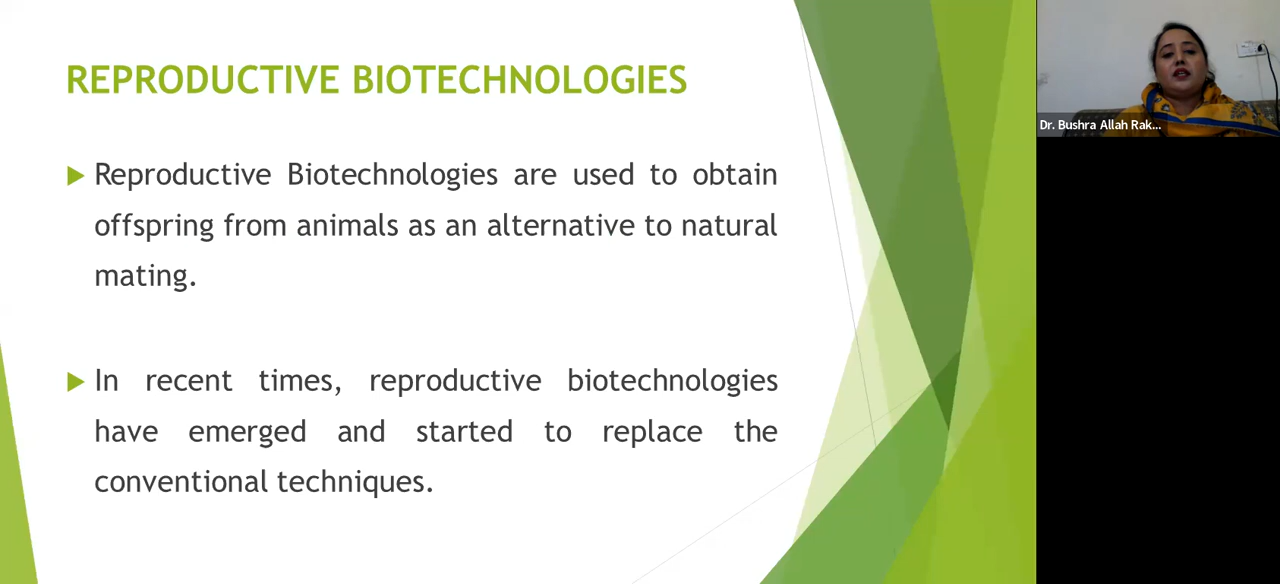 REPRODUCTIVE BIOTECHNOLOGIES
Reproductive Biotechnologies are used to obtain
offspring from animals as an alternative to natural
mating.
In recent times, reproductive biotechnologies
have emerged and started to replace the
conventional techniques.
Dr. Bushra Allah Rak...